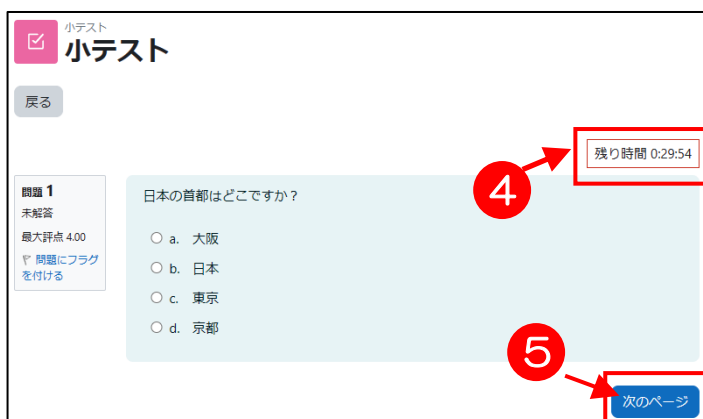 小テスト
小テスト
戻る
残り時間 0:29:54
4
問題 1
未解答
最大評点 4.00
問題にフラグ
を付ける
日本の首都はどこですか？
a. 大阪
b. 日本
c. 東京
d. 京都
5
次のページ